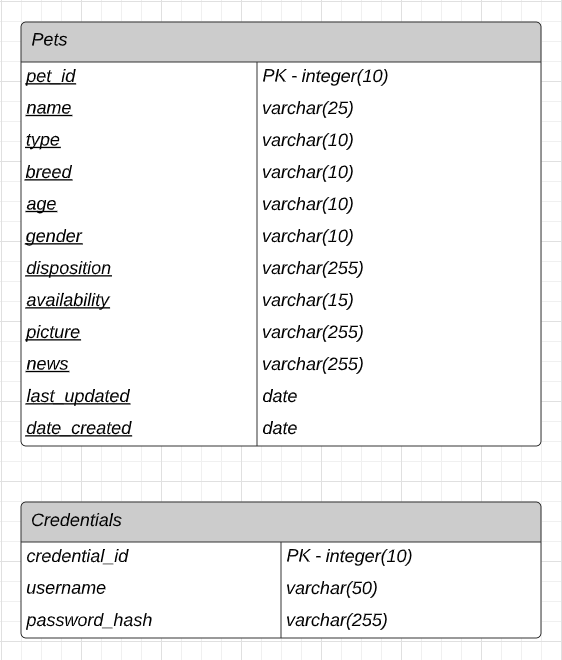 Pets
pet_id PK - integer(10)
name varchar(25)
type varchar(10)
breed varchar(10)
age varchar(10)
gender varchar(10)
disposition varchar(255)
availability varchar(15)
picture varchar(255)
news varchar(255)
last_updated date
date_created date
Credentials
credential_id PK - integer(10)
username varchar(50)
password_hash varchar(255)